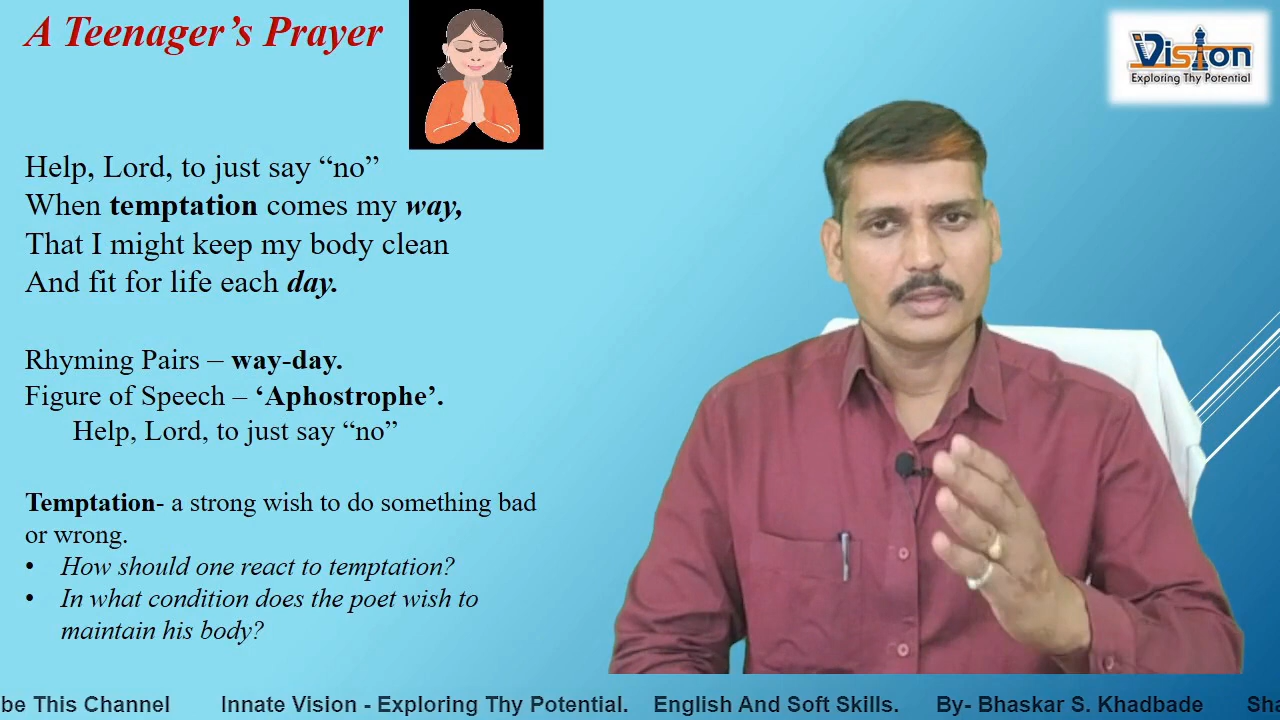 A Teenager's Prayer
Vision
Exploring Thy Potential
Help, Lord, to just say “no”
When temptation comes my way,
That I might keep my body clean
And fit for life each day.
Rhyming Pairs – way-day.
Figure of Speech – ‘Aphostrophe’.
Help, Lord, to just say “no”
Temptation- a strong wish to do something bad
or wrong.
• How should one react to temptation?
• In what condition does the poet wish to
maintain his body?
be This Channel Innate Vision - Exploring Thy Potential. English And Soft Skills. By- Bhaskar S. Khadbade Sha